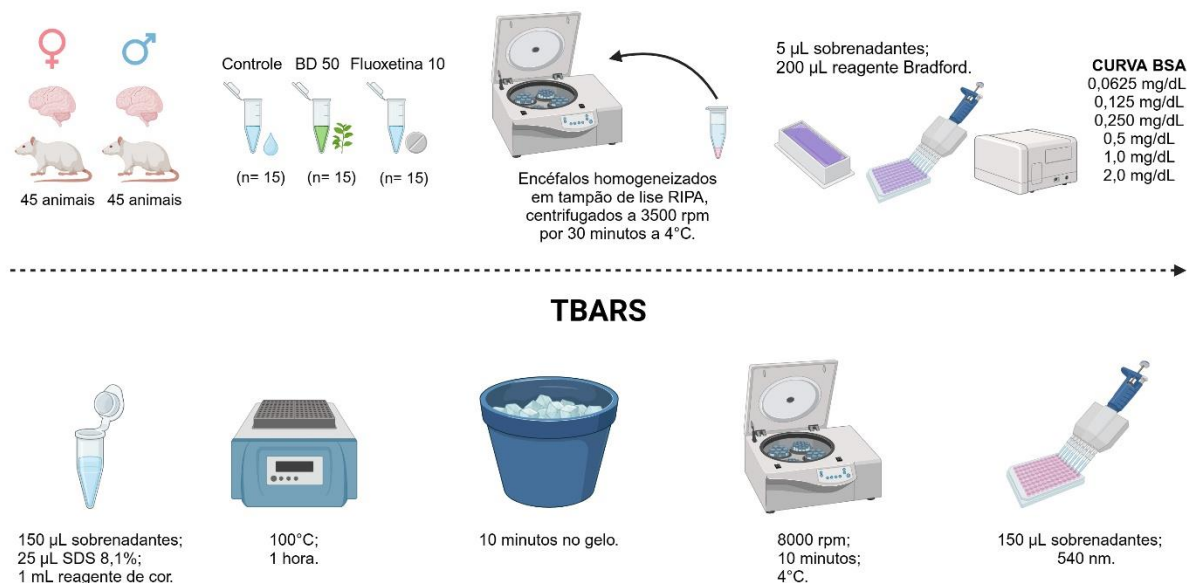 45 animais
45 animais
Controle
BD 50
Fluoxetina 10
(n= 15)
(n= 15)
(n= 15)
Encéfalos homogeneizados
em tampão de lise RIPA,
centrifugados a 3500 rpm
por 30 minutos a 4°C.
5 µL sobrenadantes;
200 µL reagente Bradford.
CURVA BSA
0,0625 mg/dL
0,125 mg/dL
0,250 mg/dL
0,5 mg/dL
1,0 mg/dL
2,0 mg/dL
TBARS
150 µL sobrenadantes;
25 µL SDS 8,1%;
1 mL reagente de cor.
100°C;
1 hora.
10 minutos no gelo.
8000 rpm;
10 minutos;
4°C.
150 µL sobrenadantes;
540 nm.